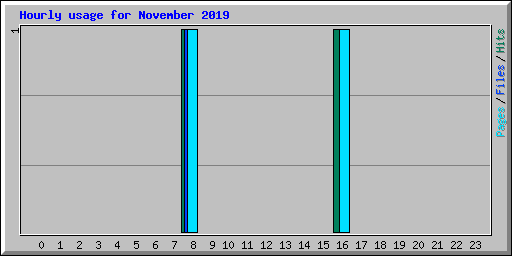 Hourly usage for November 2019
1
Pages/Files/Hits
0 1 2 3 4 5 6 7 8 9 10 11 12 13 14 15 16 17 18 19 20 21 22 23